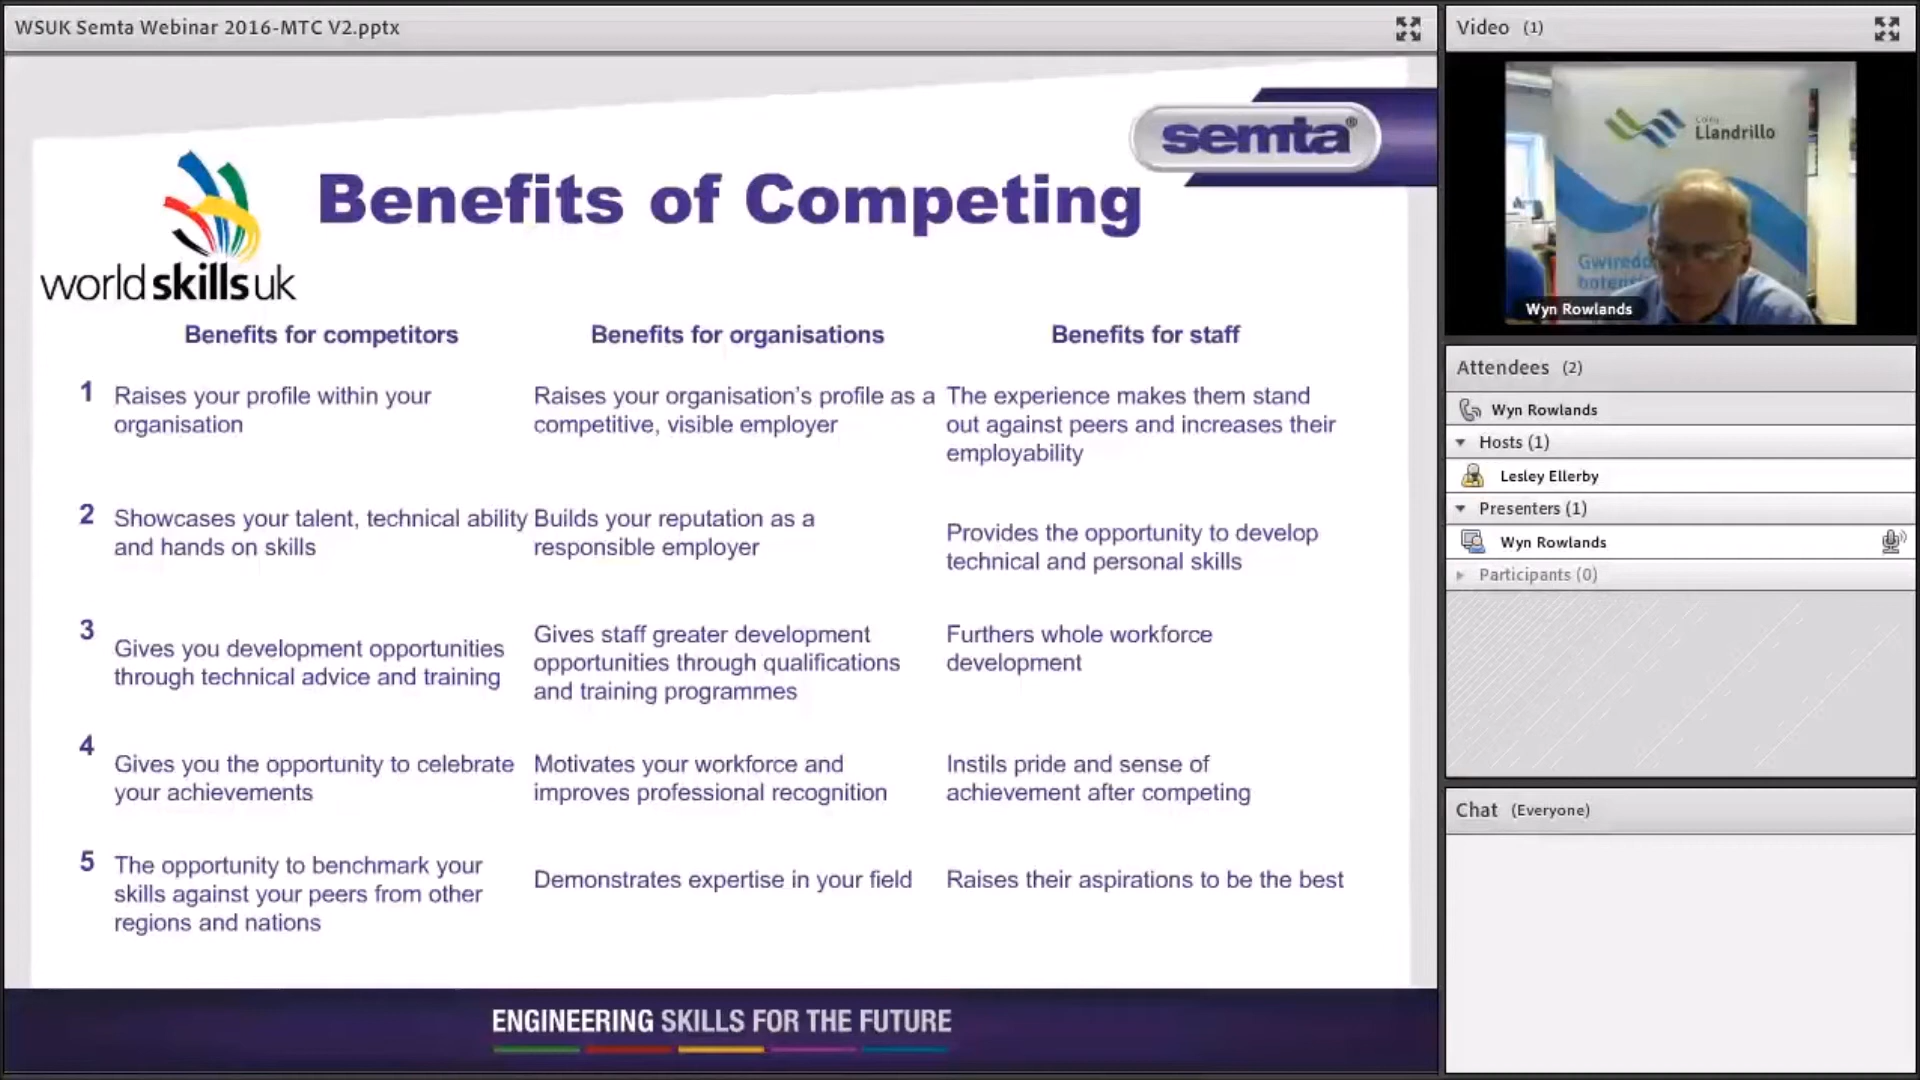 WSUK Semta Webinar 2016-MTC V2.pptx
semta®
Benefits of Competing
worldskillsuk
Benefits for competitors
Benefits for organisations
Benefits for staff
1
Raises your profile within your
organisation
Raises your organisation's profile as a
competitive, visible employer
The experience makes them stand
out against peers and increases their
employability
2
Showcases your talent, technical ability
and hands on skills
Builds your reputation as a
responsible employer
Provides the opportunity to develop
technical and personal skills
3
Gives you development opportunities
through technical advice and training
Gives staff greater development
opportunities through qualifications
and training programmes
Furthers whole workforce
development
4
Gives you the opportunity to celebrate
your achievements
Motivates your workforce and
improves professional recognition
Instils pride and sense of
achievement after competing
5
The opportunity to benchmark your
skills against your peers from other
regions and nations
Demonstrates expertise in your field
Raises their aspirations to be the best
ENGINEERING SKILLS FOR THE FUTURE
Video (1)
Llandrillo
Wyn Rowlands
Attendees (2)
Wyn Rowlands
Hosts (1)
Lesley Ellerby
Presenters (1)
Wyn Rowlands
Participants (0)
Chat (Everyone)